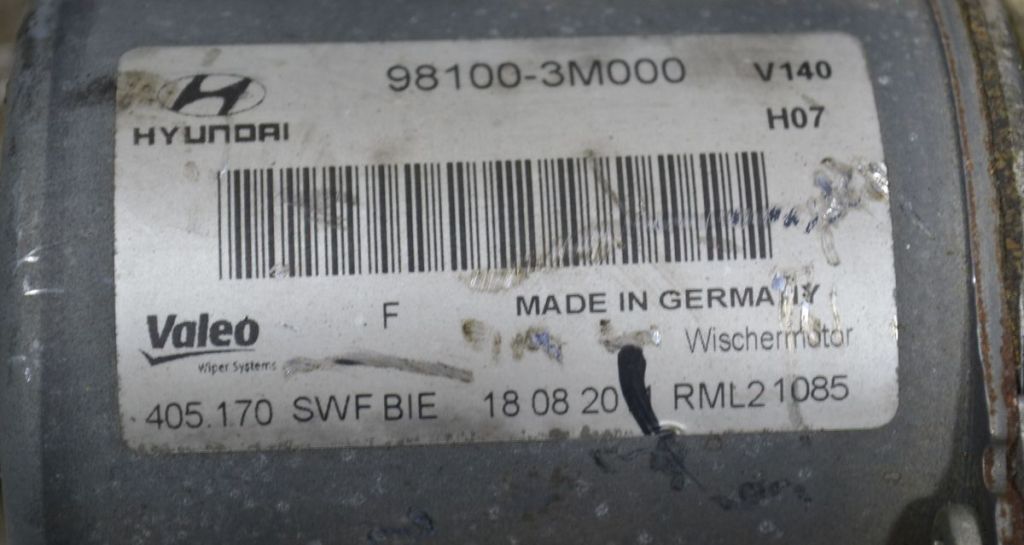 98100-3M000 V140
HYUNDAI H07
Valeo F MADE IN GERMANY
Wiper Systems Wischermotor
405.170 SWF BIE 18 08 RML21085